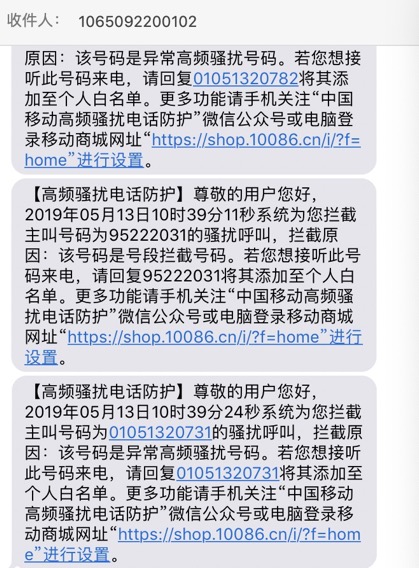 收件人： 1065092200102
原因：该号码是异常高频骚扰号码。若您想接
听此号码来电，请回复01051320782将其添
加至个人白名单。更多功能请手机关注“中国
移动高频骚扰电话防护”微信公众号或电脑登
录移动商城网址“https://shop.10086.cn/i/?f=
home”进行设置。
【高频骚扰电话防护】尊敬的用户您好，
2019年05月13日10时39分11秒系统为您拦截
主叫号码为95222031的骚扰呼叫，拦截原
因：该号码是号段拦截号码。若您想接听此号
码来电，请回复95222031将其添加至个人白
名单。更多功能请手机关注“中国移动高频骚
扰电话防护”微信公众号或电脑登录移动商城
网址“https://shop.10086.cn/i/?f=home”进行
设置。
【高频骚扰电话防护】尊敬的用户您好，
2019年05月13日10时39分24秒系统为您拦截
主叫号码为01051320731的骚扰呼叫，拦截原
因：该号码是异常高频骚扰号码。若您想接听
此号码来电，请回复01051320731将其添加至
个人白名单。更多功能请手机关注“中国移动
高频骚扰电话防护”微信公众号或电脑登录移
动商城网址“https://shop.10086.cn/i/?f=hom
e”进行设置。